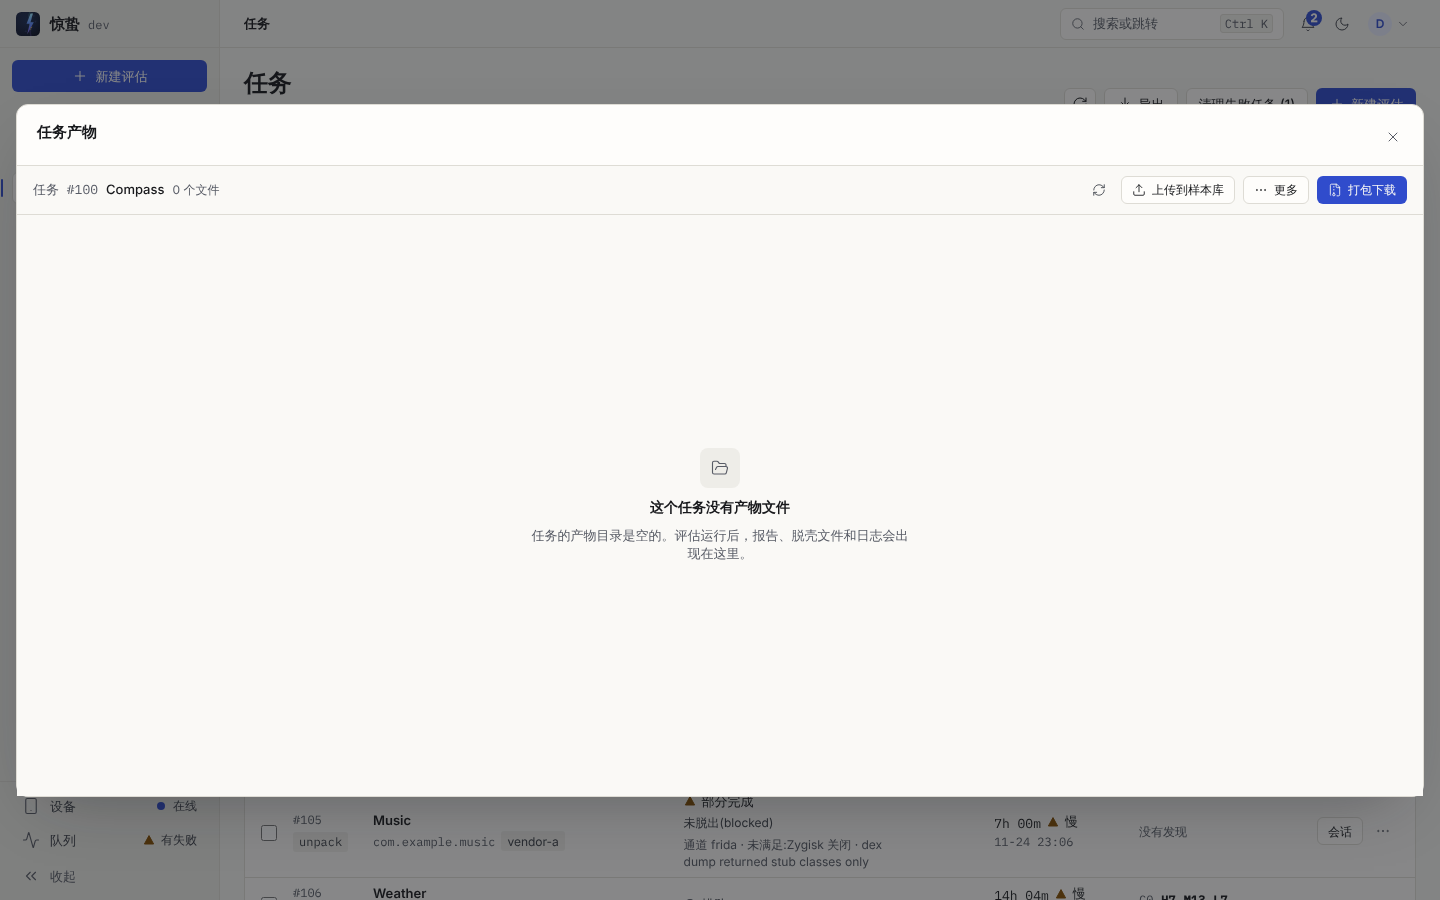 惊蛰 dev
任务
搜索或跳转 Ctrl K
2
D
新建评估
任务
任务产物
任务 #100 Compass 0 个文件
上传到样本库
更多
打包下载
这个任务没有产物文件
任务的产物目录是空的。评估运行后，报告、脱壳文件和日志会出
现在这里。
设备 在线
队列 有失败
收起
部分完成
#105 Music
未脱出(blocked)
7h 00m 慢
没有发现
会话
unpack com.example.music vendor-a
通道 frida · 未满足:Zygisk 关闭 · dex
dump returned stub classes only
11-24 23:06
#106 Weather
14h 04m 慢